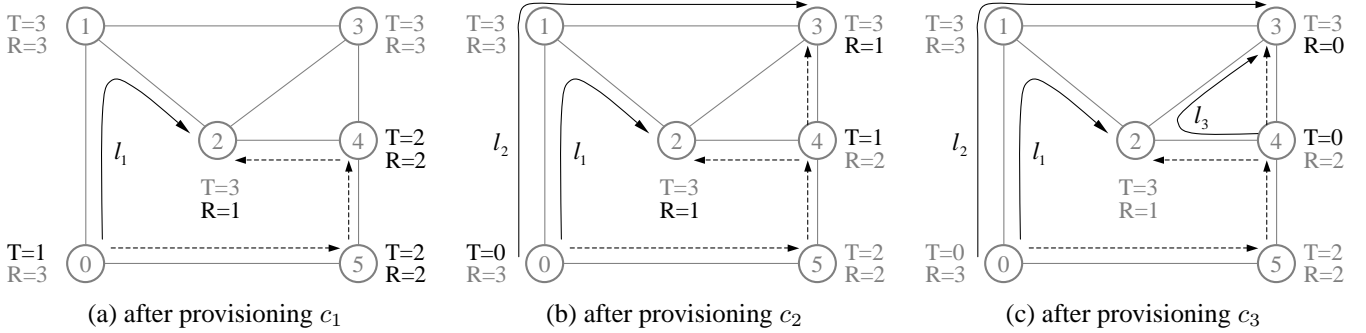 T=3
R=3
1
3
T=3
R=3
l1
2
4
T=2
R=2
T=3
R=1
T=1
R=3
0
5
T=2
R=2
(a) after provisioning c1
T=3
R=3
1
3
T=3
R=1
l2
l1
2
4
T=1
R=2
T=3
R=1
T=0
R=3
0
5
T=2
R=2
(b) after provisioning c2
T=3
R=3
1
3
T=3
R=0
l2
l1
2
l3
4
T=0
R=2
T=3
R=1
T=0
R=3
0
5
T=2
R=2
(c) after provisioning c3